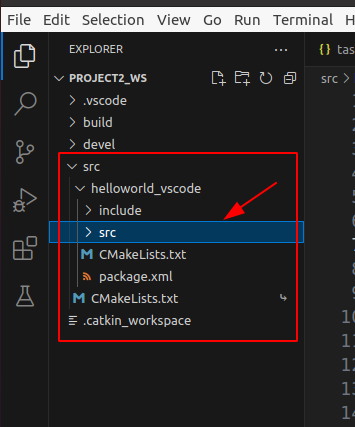 File Edit Selection View Go Run Terminal H
EXPLORER
tas
PROJECT2_WS
src
.vscode
build
devel
src
helloworld_vscode
include
src
CMakeLists.txt
package.xml
CMakeLists.txt
.catkin_workspace
1
2
3
4
5
6
7
8
9
10
11
12
13
14